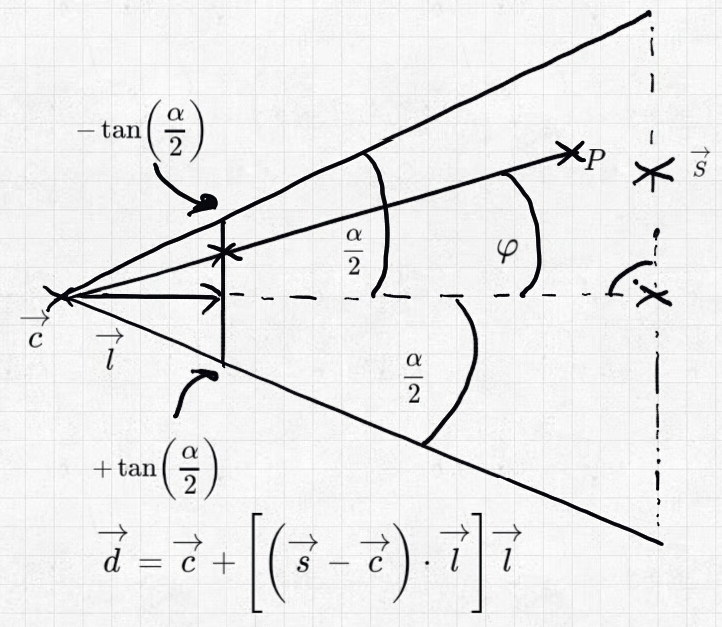 − tan(α/2)
P
s⃗
α/2
φ
c⃗
l⃗
α/2
+ tan(α/2)
d⃗ = c⃗ + [(s⃗ − c⃗) · l⃗] l⃗